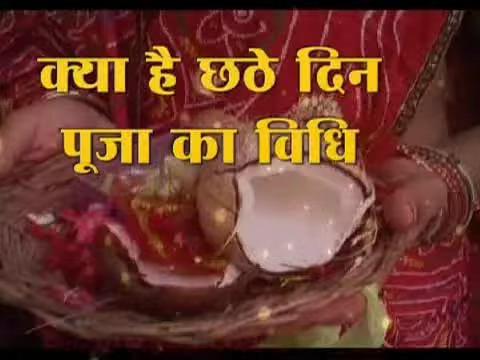 क्या है छठे दिन
पूजा का विधि